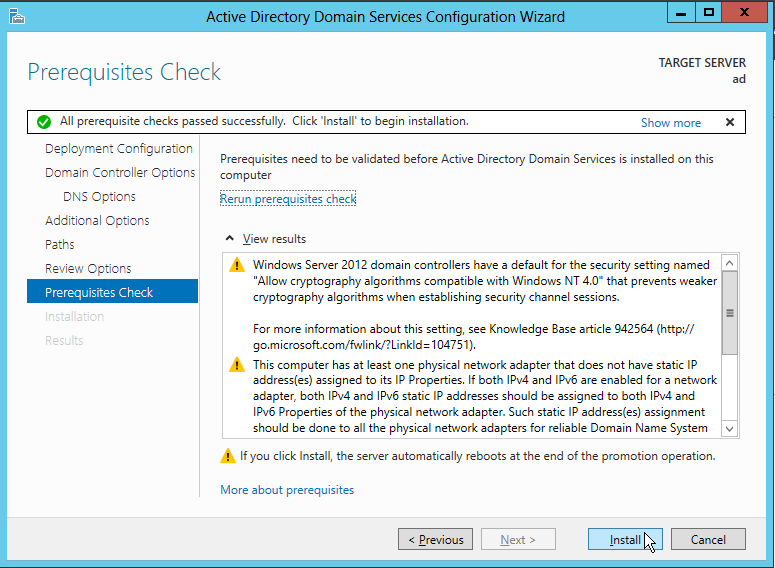 Active Directory Domain Services Configuration Wizard
Prerequisites Check
TARGET SERVER
ad
All prerequisite checks passed successfully.  Click 'Install' to begin installation.
Show more
Deployment Configuration
Domain Controller Options
DNS Options
Additional Options
Paths
Review Options
Prerequisites Check
Installation
Results
Prerequisites need to be validated before Active Directory Domain Services is installed on this
computer
Rerun prerequisites check
View results
Windows Server 2012 domain controllers have a default for the security setting named
"Allow cryptography algorithms compatible with Windows NT 4.0" that prevents weaker
cryptography algorithms when establishing security channel sessions.
For more information about this setting, see Knowledge Base article 942564 (http://
go.microsoft.com/fwlink/?LinkId=104751).
This computer has at least one physical network adapter that does not have static IP
address(es) assigned to its IP Properties. If both IPv4 and IPv6 are enabled for a network
adapter, both IPv4 and IPv6 static IP addresses should be assigned to both IPv4 and
IPv6 Properties of the physical network adapter. Such static IP address(es) assignment
should be done to all the physical network adapters for reliable Domain Name System
If you click Install, the server automatically reboots at the end of the promotion operation.
More about prerequisites
< Previous
Next >
Install
Cancel